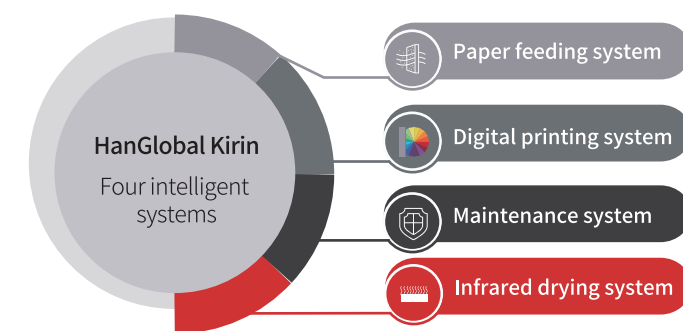 HanGlobal Kirin
Four intelligent
systems
Paper feeding system
Digital printing system
Maintenance system
Infrared drying system